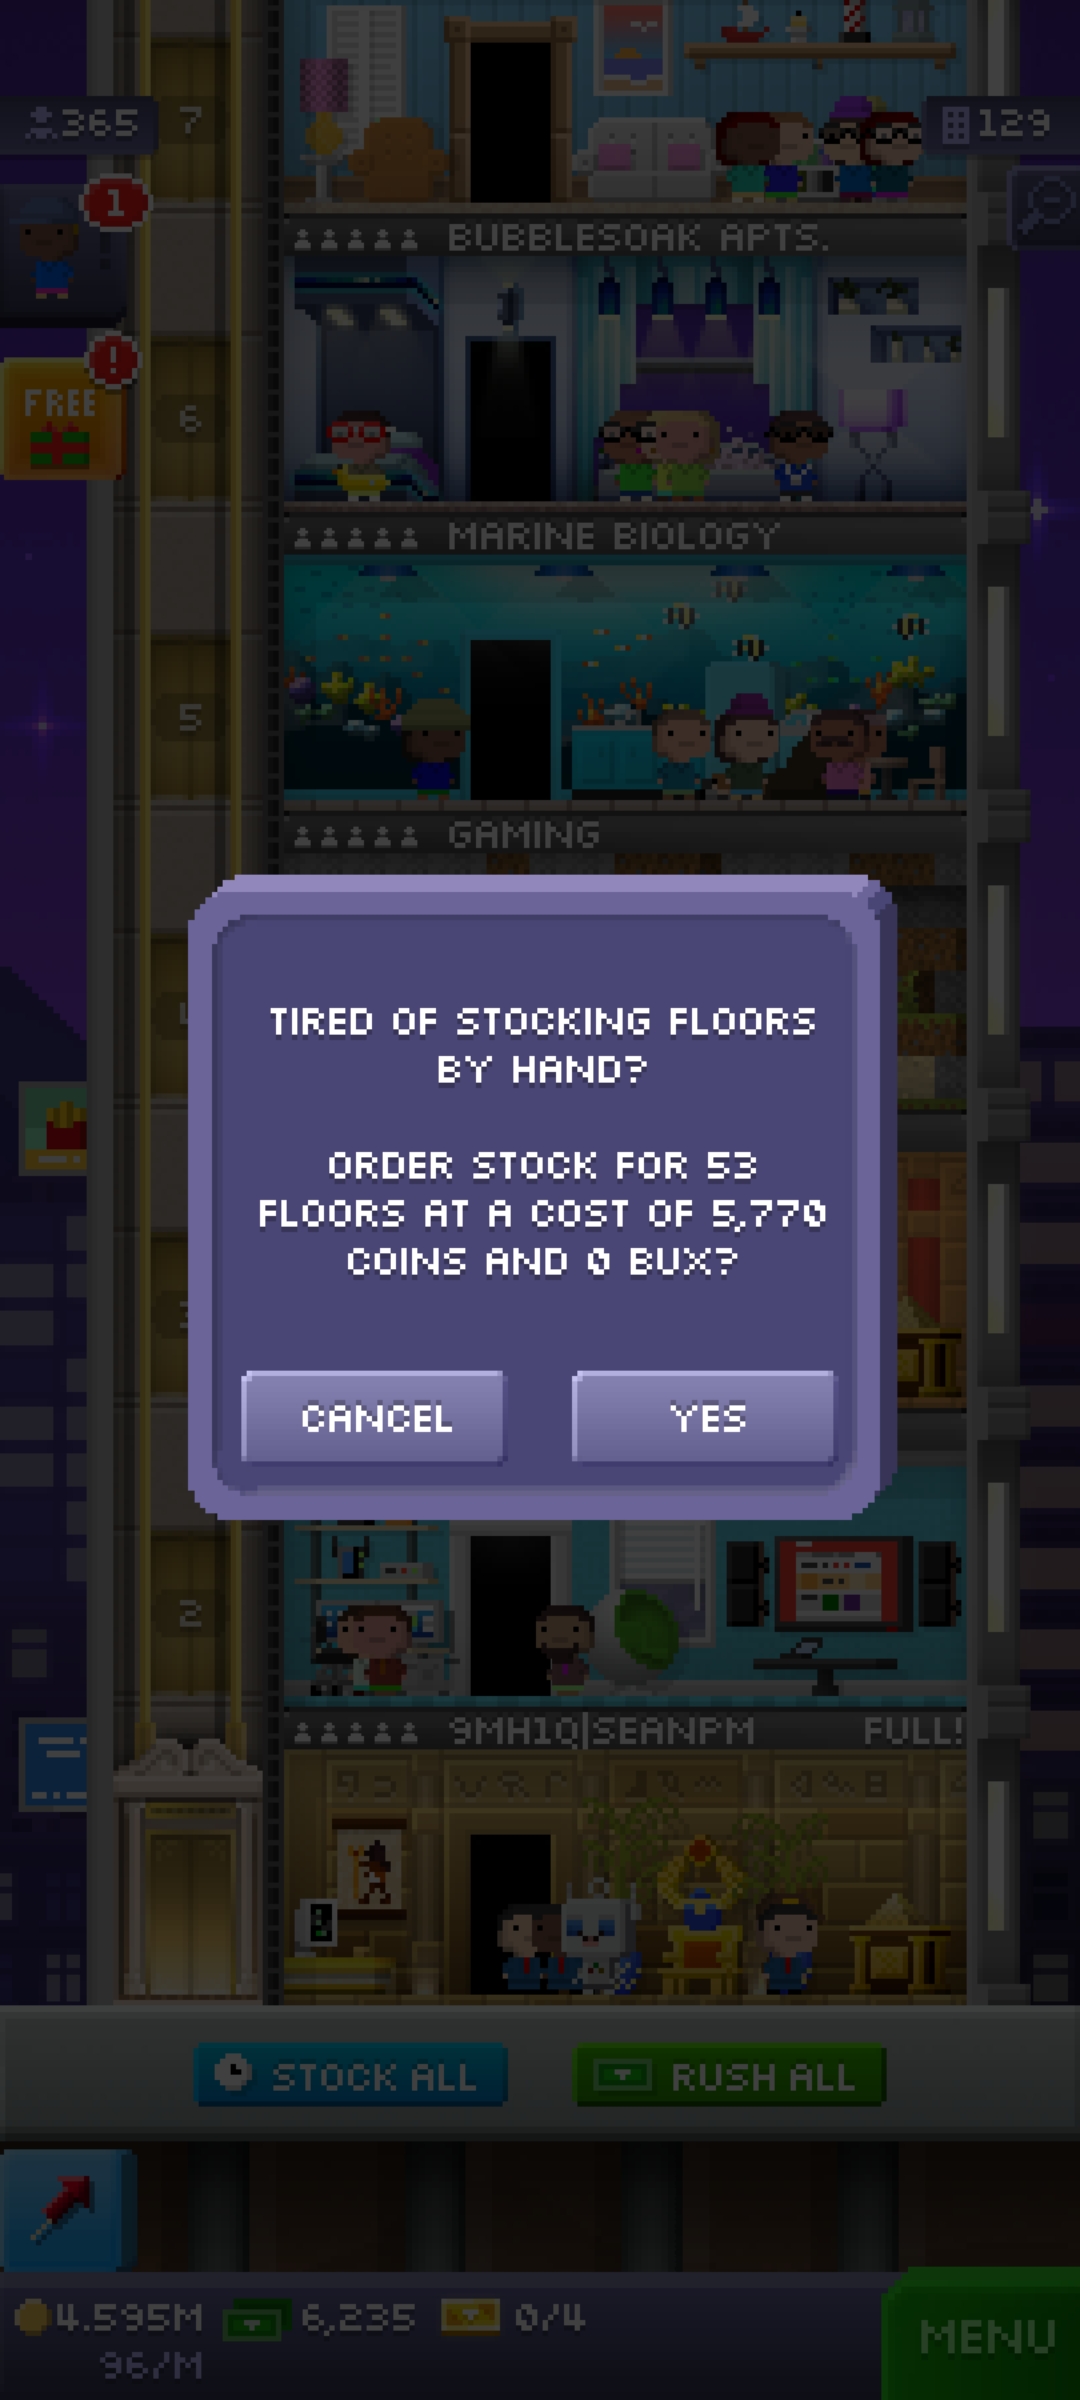 7
365
129
1
BUBBLESOAK APTS.
!
FREE
6
MARINE BIOLOGY
5
GAMING
TIRED OF STOCKING FLOORS
BY HAND?
ORDER STOCK FOR 53
FLOORS AT A COST OF 5,770
COINS AND 0 BUX?
CANCEL
YES
2
9MH1Q|SEANPM
FULL!
STOCK ALL
RUSH ALL
4.595M
6,235
0/4
96/M
MENU